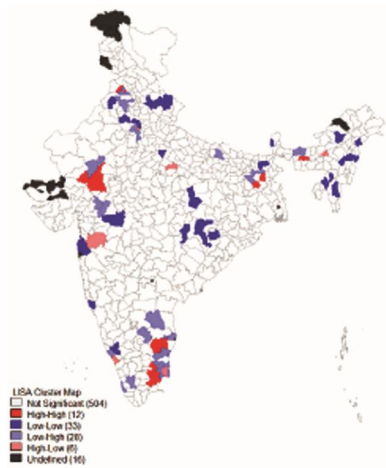 LISA Cluster Map
Not Significant (504)
High-High (12)
Low-Low (33)
Low-High (28)
High-Low (6)
Undefined (16)